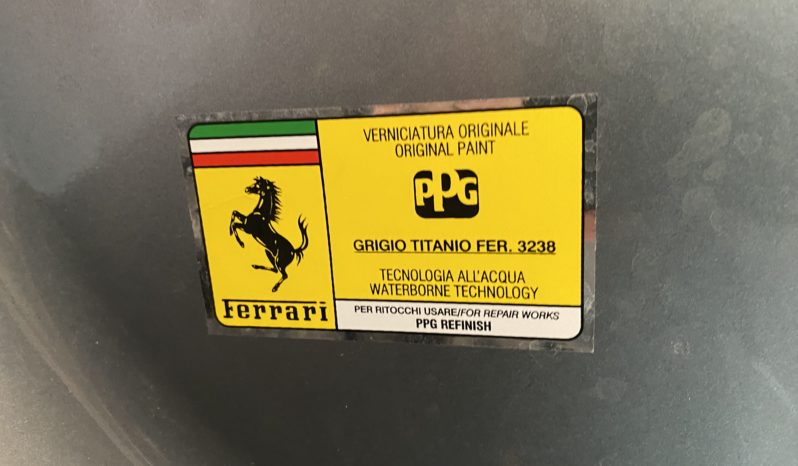 Ferrari
VERNICIATURA ORIGINALE
ORIGINAL PAINT
PPG
GRIGIO TITANIO FER. 3238
TECNOLOGIA ALL'ACQUA
WATERBORNE TECHNOLOGY
PER RITOCCHI USARE/FOR REPAIR WORKS
PPG REFINISH